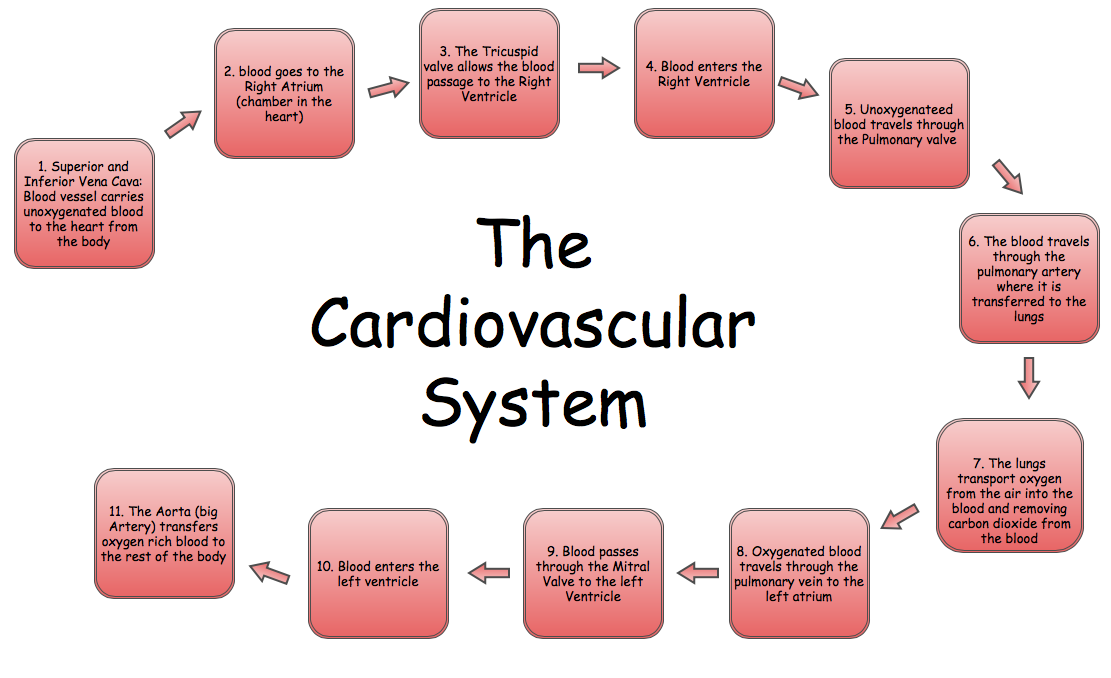 1. Superior and
Inferior Vena Cava:
Blood vessel carries
unoxygenated blood
to the heart from
the body
2. blood goes to the
Right Atrium
(chamber in the
heart)
3. The Tricuspid
valve allows the blood
passage to the Right
Ventricle
4. Blood enters the
Right Ventricle
5. Unoxygenateed
blood travels through
the Pulmonary valve
6. The blood travels
through the
pulmonary artery
where it is
transferred to the
lungs
7. The lungs
transport oxygen
from the air into the
blood and removing
carbon dioxide from
the blood
8. Oxygenated blood
travels through the
pulmonary vein to the
left atrium
9. Blood passes
through the Mitral
Valve to the left
Ventricle
10. Blood enters the
left ventricle
11. The Aorta (big
Artery) transfers
oxygen rich blood to
the rest of the body
The
Cardiovascular
System